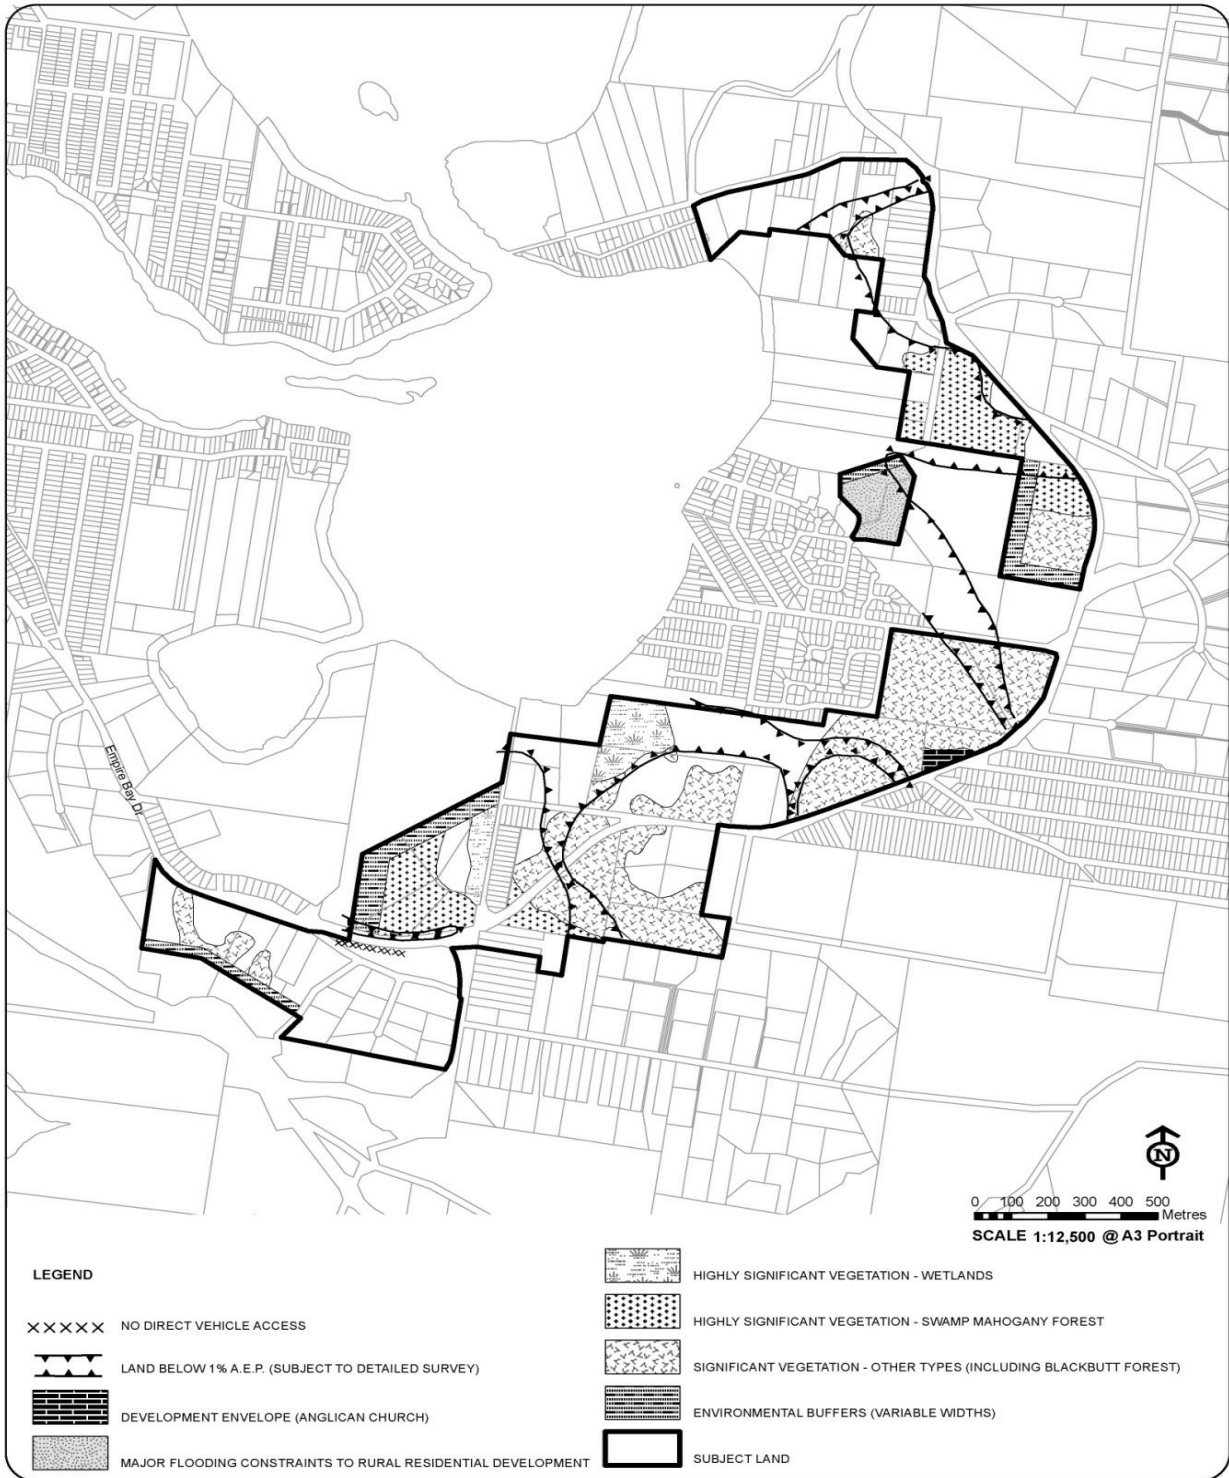 Empire Bay Dr
N
0 100 200 300 400 500
Metres
SCALE 1:12,500 @ A3 Portrait
LEGEND
NO DIRECT VEHICLE ACCESS
LAND BELOW 1% A.E.P. (SUBJECT TO DETAILED SURVEY)
DEVELOPMENT ENVELOPE (ANGLICAN CHURCH)
MAJOR FLOODING CONSTRAINTS TO RURAL RESIDENTIAL DEVELOPMENT
HIGHLY SIGNIFICANT VEGETATION - WETLANDS
HIGHLY SIGNIFICANT VEGETATION - SWAMP MAHOGANY FOREST
SIGNIFICANT VEGETATION - OTHER TYPES (INCLUDING BLACKBUTT FOREST)
ENVIRONMENTAL BUFFERS (VARIABLE WIDTHS)
SUBJECT LAND